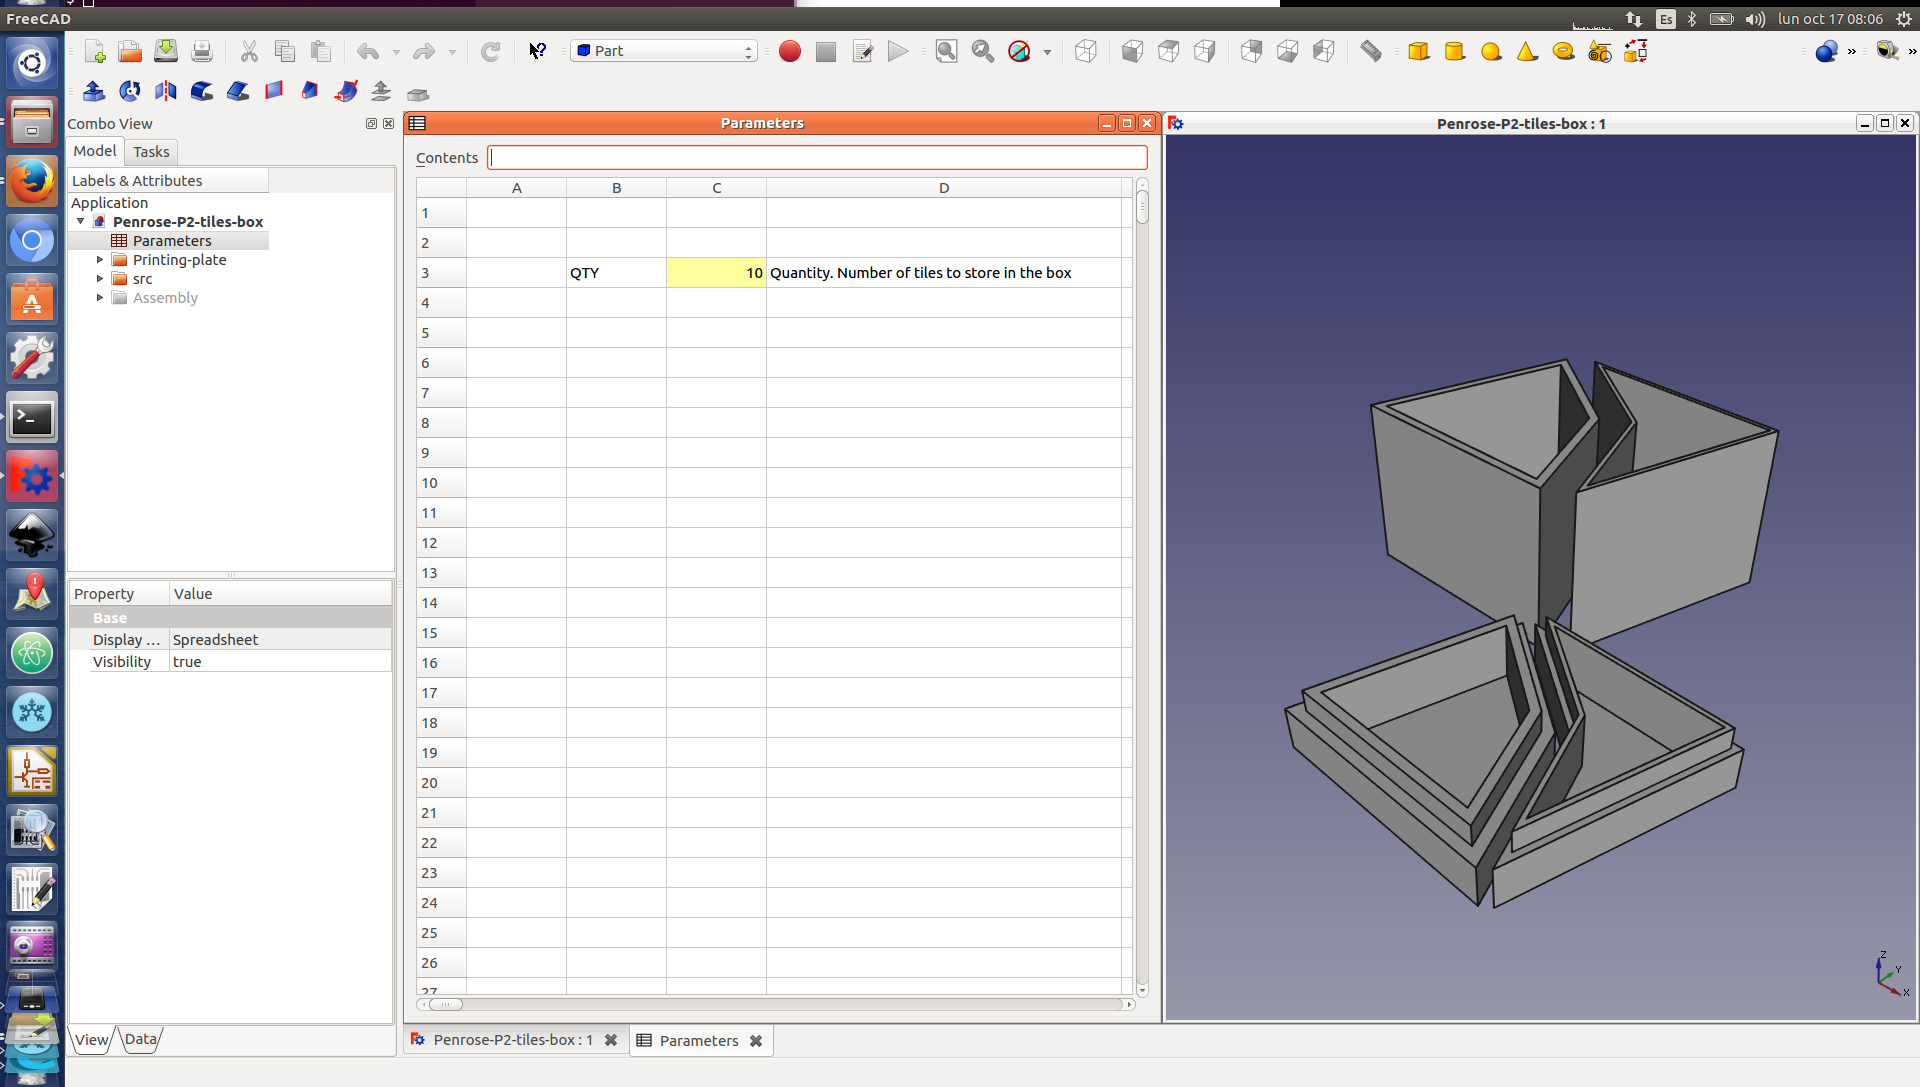 FreeCAD
Es
lun oct 17 08:06
Part
Combo View
Model
Tasks
Labels & Attributes
Application
Penrose-P2-tiles-box
Parameters
Printing-plate
src
Assembly
Property
Value
Base
Display ...
Spreadsheet
Visibility
true
View
Data
Parameters
Contents
A
B
C
D
1
2
3
QTY
10
Quantity. Number of tiles to store in the box
4
5
6
7
8
9
10
11
12
13
14
15
16
17
18
19
20
21
22
23
24
25
26
27
Penrose-P2-tiles-box : 1
Z
Y
X
Penrose-P2-tiles-box : 1
Parameters